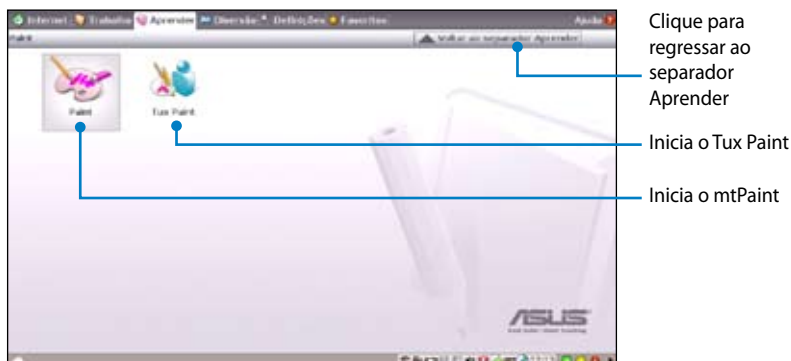 Internet Trabalho Aprender Diversão Definições Favoritos Ajuda
Paint
Voltar ao separador Aprender
Paint
Tux Paint
ASUS
Clique para
regressar ao
separador
Aprender
Inicia o Tux Paint
Inicia o mtPaint